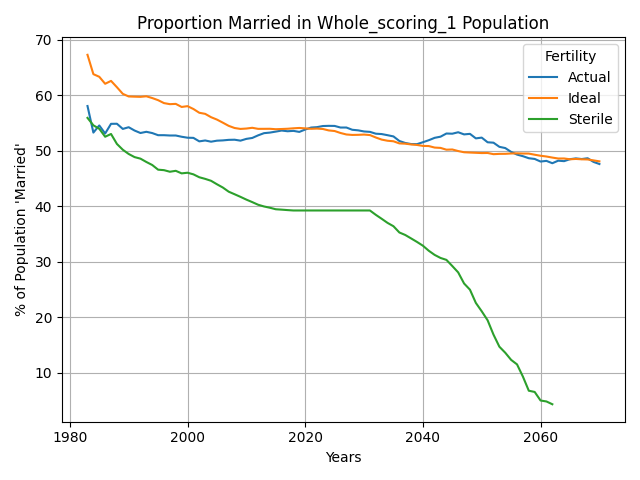 Proportion Married in Whole_scoring_1 Population
% of Population 'Married'
70
60
50
40
30
20
10
Fertility
Actual
Ideal
Sterile
1980 2000 2020 2040 2060
Years